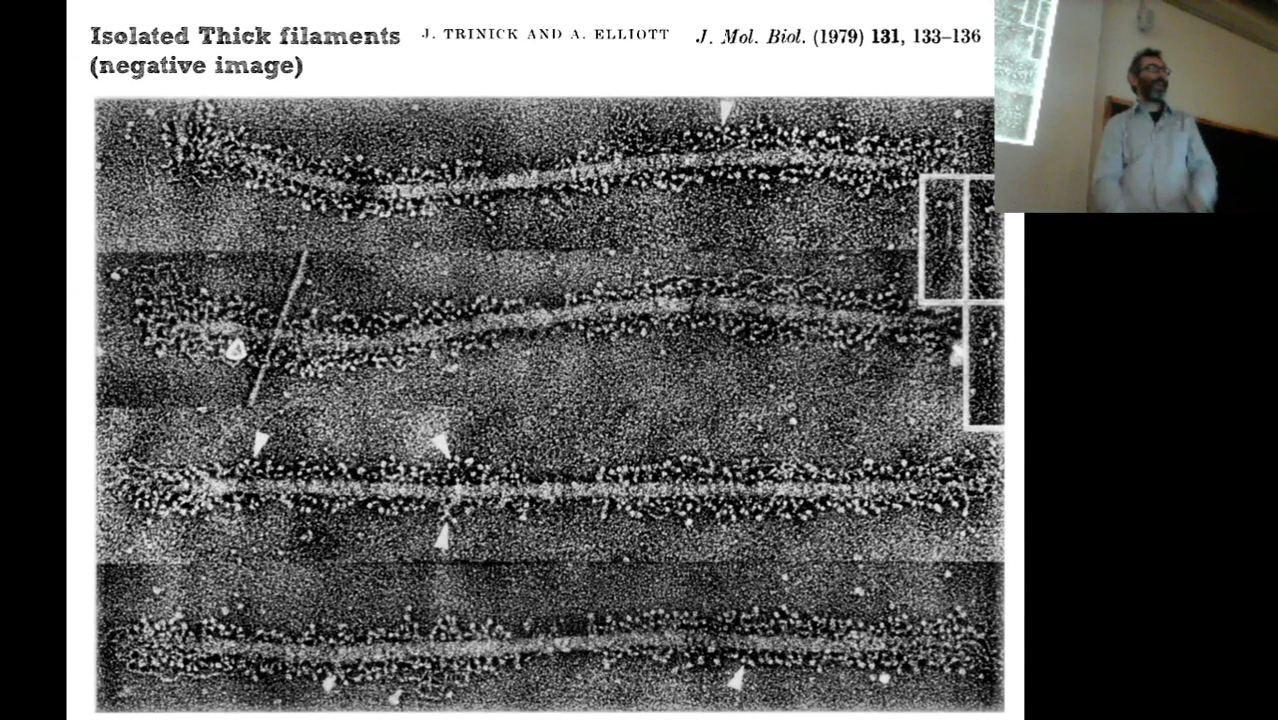 Isolated Thick filaments J. TRINICK AND A. ELLIOTT J. Mol. Biol. (1979) 131, 133–136
(negative image)